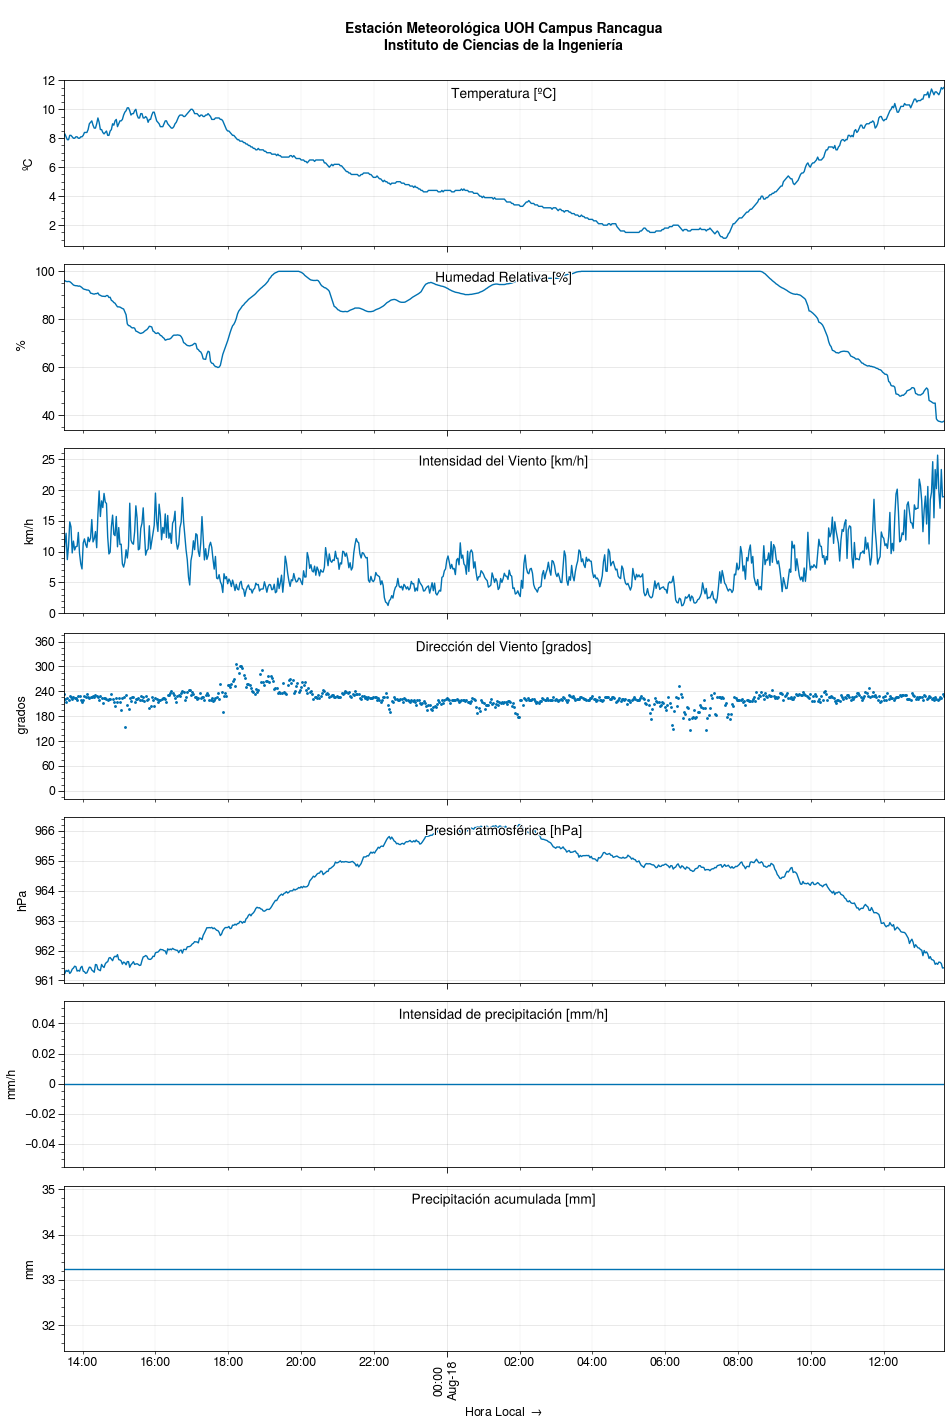 Estación Meteorológica UOH Campus Rancagua
Instituto de Ciencias de la Ingeniería
Temperatura [ºC]
ºC
12
10
8
6
4
2
Humedad Relativa [%]
%
100
80
60
40
Intensidad del Viento [km/h]
km/h
25
20
15
10
5
0
Dirección del Viento [grados]
grados
360
300
240
180
120
60
0
Presión atmosférica [hPa]
hPa
966
965
964
963
962
961
Intensidad de precipitación [mm/h]
mm/h
0.04
0.02
0
−0.02
−0.04
Precipitación acumulada [mm]
mm
35
34
33
32
14:00 16:00 18:00 20:00 22:00 00:00 02:00 04:00 06:00 08:00 10:00 12:00
Aug-18
Hora Local →